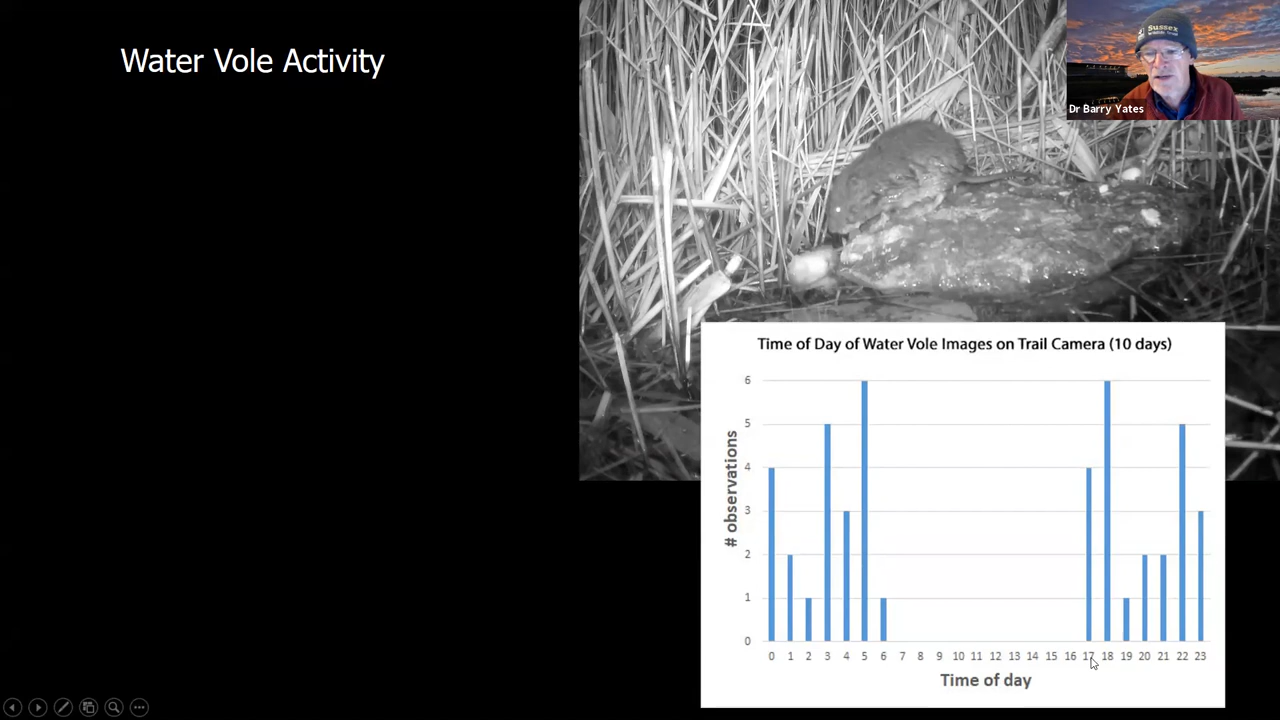 Water Vole Activity
Sussex
Wildlife Trust
Dr Barry Yates
Time of Day of Water Vole Images on Trail Camera (10 days)
6
5
4
3
2
1
0
# observations
0 1 2 3 4 5 6 7 8 9 10 11 12 13 14 15 16 17 18 19 20 21 22 23
Time of day